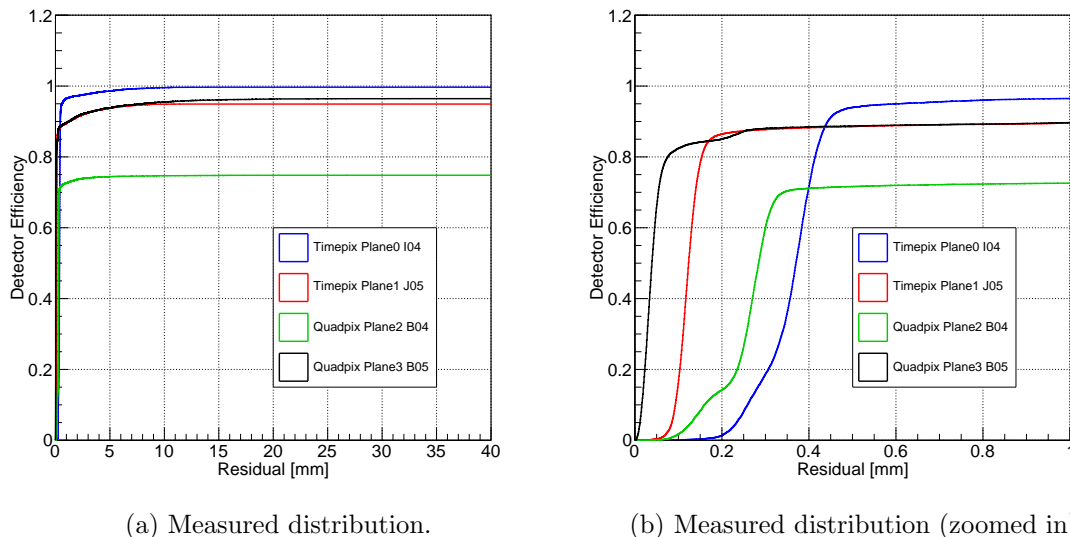 1.2
1
0.8
0.6
0.4
0.2
0
Detector Efficiency
Timepix Plane0 I04
Timepix Plane1 J05
Quadpix Plane2 B04
Quadpix Plane3 B05
0 5 10 15 20 25 30 35 40
Residual [mm]
(a) Measured distribution.
1.2
1
0.8
0.6
0.4
0.2
0
Detector Efficiency
Timepix Plane0 I04
Timepix Plane1 J05
Quadpix Plane2 B04
Quadpix Plane3 B05
0 0.2 0.4 0.6 0.8 1
Residual [mm]
(b) Measured distribution (zoomed in)